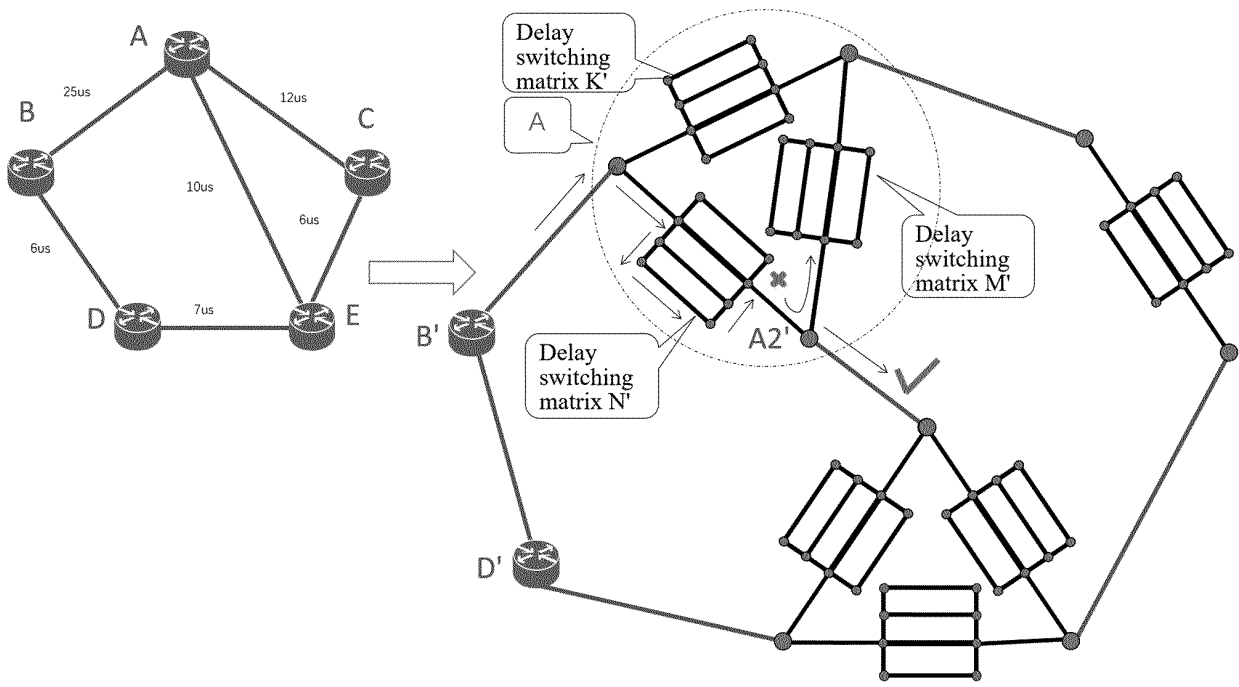 A
25us
12us
B
C
10us
6us
6us
D
7us
E
Delay
switching
matrix K'
A
Delay
switching
matrix M'
B'
A2'
Delay
switching
matrix N'
D'